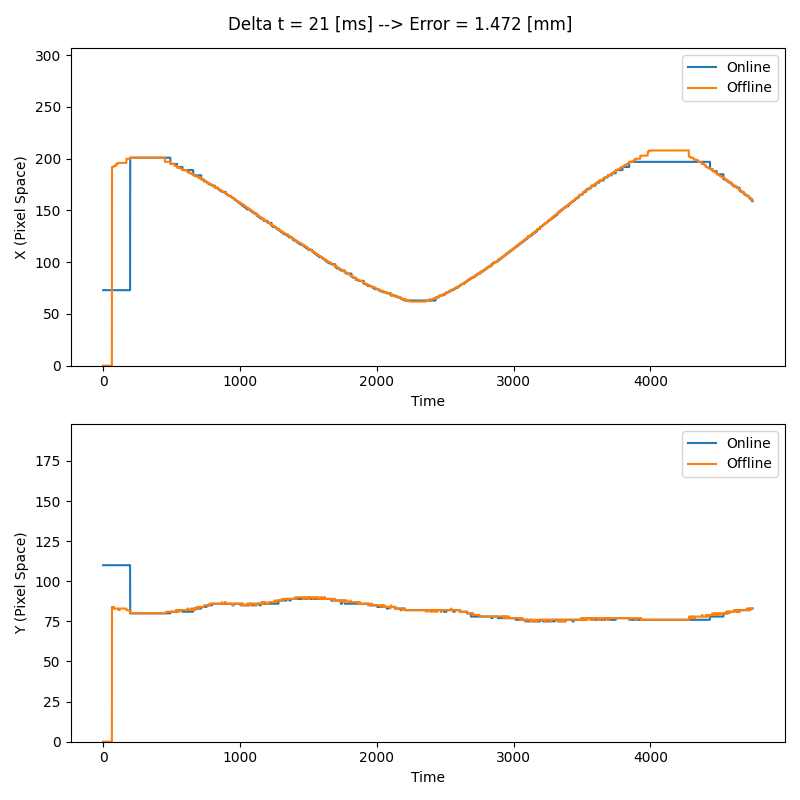 Delta t = 21 [ms] --> Error = 1.472 [mm]
300
250
200
150
100
50
0
X (Pixel Space)
Online
Offline
0 1000 2000 3000 4000
Time
175
150
125
100
75
50
25
0
Y (Pixel Space)
Online
Offline
0 1000 2000 3000 4000
Time